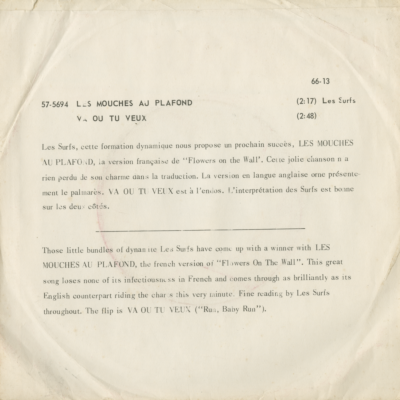 66-13
57-5694 LES MOUCHES AU PLAFOND (2:17) Les Surfs
VA OU TU VEUX (2:48)
Les Surfs, cette formation dynamique nous propose un prochain succès, LES MOUCHES
AU PLAFOND, la version française de "Flowers on the Wall". Cette jolie chanson n a
rien perdu de son charme dans la traduction. La version en langue anglaise orne présente-
ment le palmarès. VA OU TU VEUX est à l'endos. L'interprétation des Surfs est bonne
sur les deux côtés.
Those little bundles of dynamite Les Surfs have come up with a winner with LES
MOUCHES AU PLAFOND, the french version of "Flowers On The Wall". This great
song loses none of its infectiousness in French and comes through as brilliantly as its
English counterpart riding the charts this very minute. Fine reading by Les Surfs
throughout. The flip is VA OU TU VEUX ("Run, Baby Run").